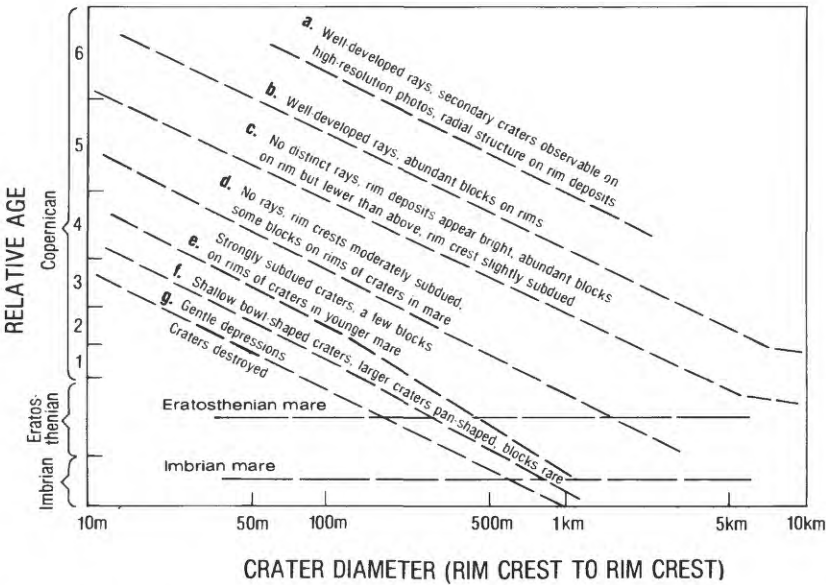 RELATIVE AGE
Copernican
Eratos-
thenian
Imbrian
6
5
4
3
2
1
a. Well-developed rays, secondary craters observable on
high-resolution photos, radial structure on rim deposits
b. Well-developed rays, abundant blocks on rims
c. No distinct rays, rim deposits appear bright, abundant blocks
on rim but fewer than above, rim crest slightly subdued
d. No rays, rim crests moderately subdued,
some blocks on rims of craters in mare
e. Strongly subdued craters, a few blocks
on rims of craters in younger mare
f. Shallow bowl-shaped craters, larger craters pan-shaped, blocks rare
g. Gentle depressions
Craters destroyed
Eratosthenian mare
Imbrian mare
10m 50m 100m 500m 1km 5km 10km
CRATER DIAMETER (RIM CREST TO RIM CREST)